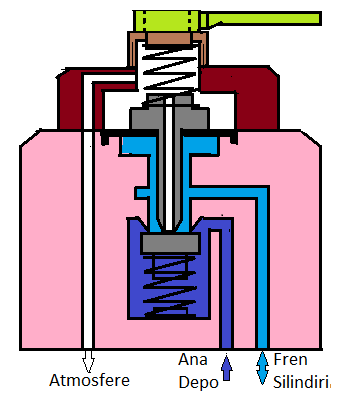 Atmosfere
Ana
Depo
Fren
Silindiri